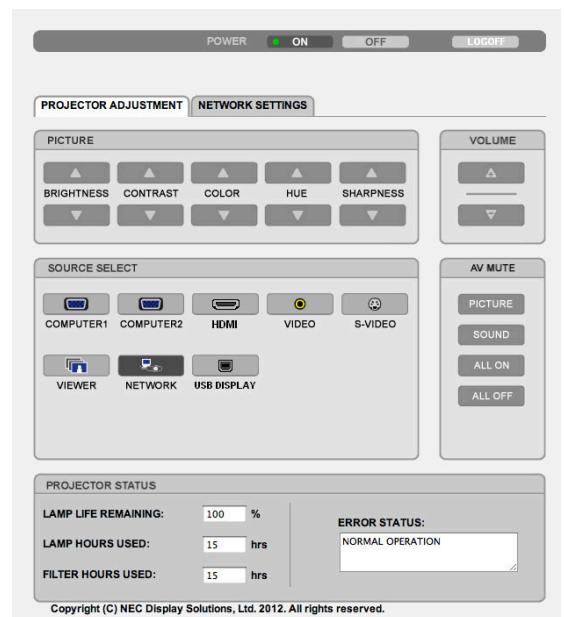 POWER ON OFF LOGOFF
PROJECTOR ADJUSTMENT NETWORK SETTINGS
PICTURE
BRIGHTNESS CONTRAST COLOR HUE SHARPNESS
VOLUME
SOURCE SELECT
COMPUTER1 COMPUTER2 HDMI VIDEO S-VIDEO
VIEWER NETWORK USB DISPLAY
AV MUTE
PICTURE
SOUND
ALL ON
ALL OFF
PROJECTOR STATUS
LAMP LIFE REMAINING: 100 %
LAMP HOURS USED: 15 hrs
FILTER HOURS USED: 15 hrs
ERROR STATUS:
NORMAL OPERATION
Copyright (C) NEC Display Solutions, Ltd. 2012. All rights reserved.